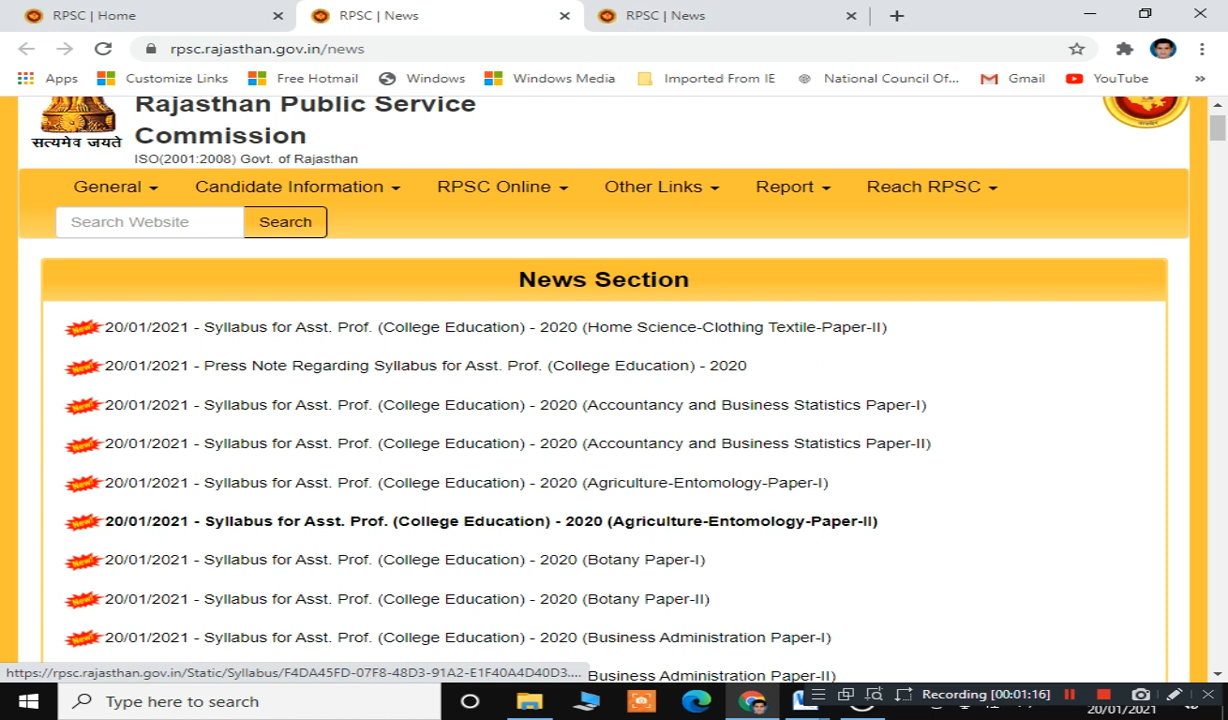 RPSC | Home
RPSC | News
RPSC | News
rpsc.rajasthan.gov.in/news
Apps
Customize Links
Free Hotmail
Windows
Windows Media
Imported From IE
National Council Of...
Gmail
YouTube
»
Rajasthan Public Service
Commission
सत्यमेव जयते
ISO(2001:2008) Govt. of Rajasthan
General
Candidate Information
RPSC Online
Other Links
Report
Reach RPSC
Search Website
Search
News Section
New! 20/01/2021 - Syllabus for Asst. Prof. (College Education) - 2020 (Home Science-Clothing Textile-Paper-II)
New! 20/01/2021 - Press Note Regarding Syllabus for Asst. Prof. (College Education) - 2020
New! 20/01/2021 - Syllabus for Asst. Prof. (College Education) - 2020 (Accountancy and Business Statistics Paper-I)
New! 20/01/2021 - Syllabus for Asst. Prof. (College Education) - 2020 (Accountancy and Business Statistics Paper-II)
New! 20/01/2021 - Syllabus for Asst. Prof. (College Education) - 2020 (Agriculture-Entomology-Paper-I)
New! 20/01/2021 - Syllabus for Asst. Prof. (College Education) - 2020 (Agriculture-Entomology-Paper-II)
New! 20/01/2021 - Syllabus for Asst. Prof. (College Education) - 2020 (Botany Paper-I)
New! 20/01/2021 - Syllabus for Asst. Prof. (College Education) - 2020 (Botany Paper-II)
New! 20/01/2021 - Syllabus for Asst. Prof. (College Education) - 2020 (Business Administration Paper-I)
https://rpsc.rajasthan.gov.in/Static/Syllabus/F4DA45FD-07F8-48D3-91A2-E1F40A4D40D3....
Business Administration Paper-II)
Type here to search
Recording [00:01:16]
20/01/2021